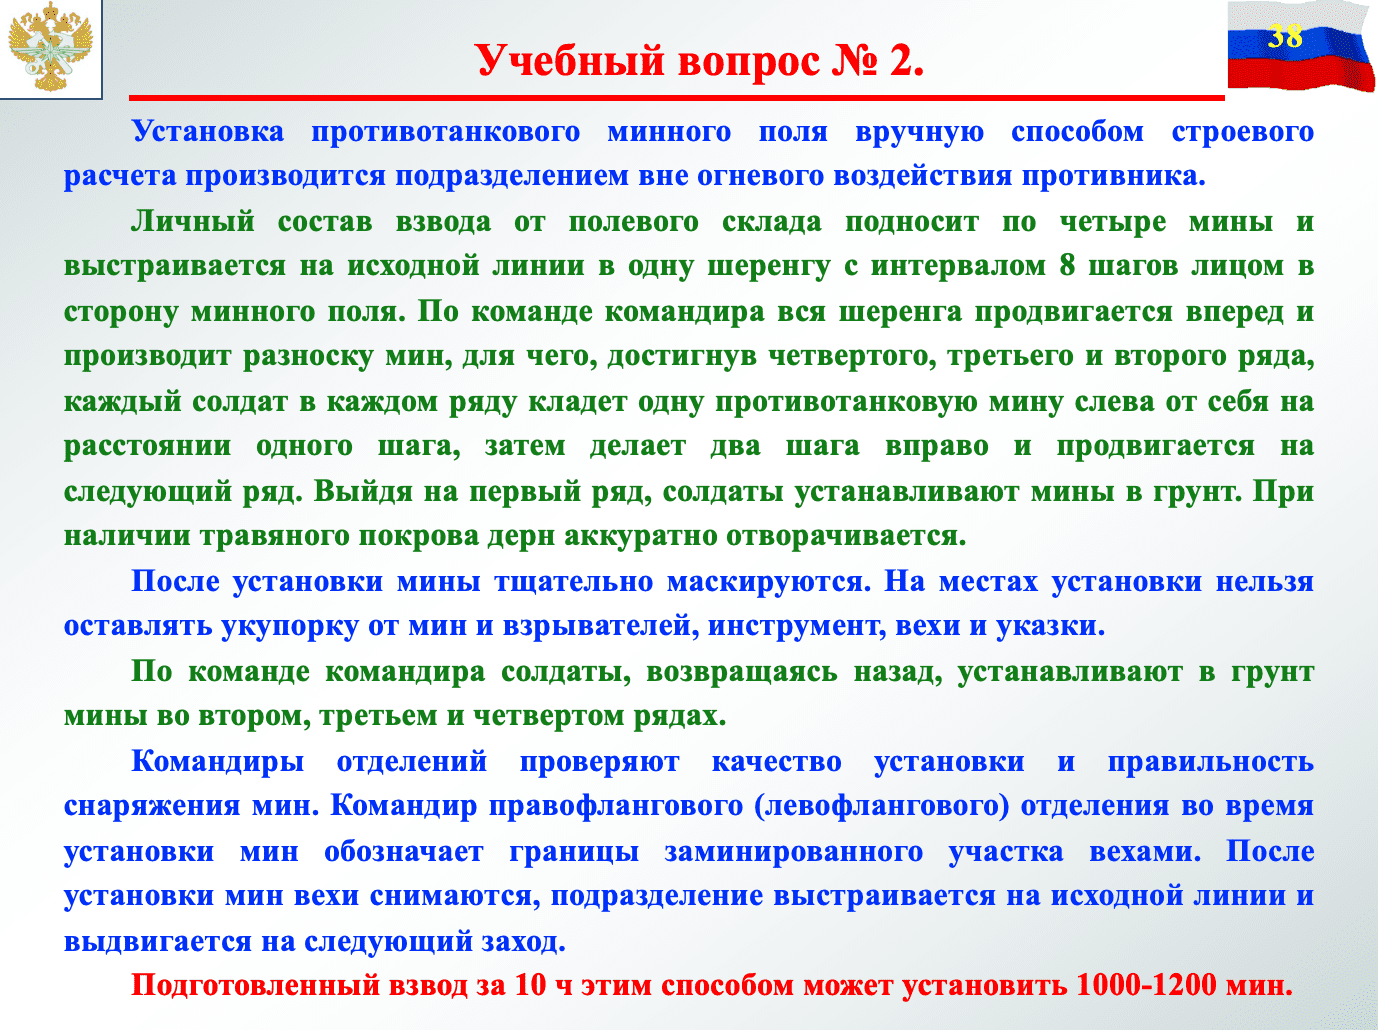 38
Учебный вопрос № 2.
Установка противотанкового минного поля вручную способом строевого
расчета производится подразделением вне огневого воздействия противника.
Личный состав взвода от полевого склада подносит по четыре мины и
выстраивается на исходной линии в одну шеренгу с интервалом 8 шагов лицом в
сторону минного поля. По команде командира вся шеренга продвигается вперед и
производит разноску мин, для чего, достигнув четвертого, третьего и второго ряда,
каждый солдат в каждом ряду кладет одну противотанковую мину слева от себя на
расстоянии одного шага, затем делает два шага вправо и продвигается на
следующий ряд. Выйдя на первый ряд, солдаты устанавливают мины в грунт. При
наличии травяного покрова дерн аккуратно отворачивается.
После установки мины тщательно маскируются. На местах установки нельзя
оставлять укупорку от мин и взрывателей, инструмент, вехи и указки.
По команде командира солдаты, возвращаясь назад, устанавливают в грунт
мины во втором, третьем и четвертом рядах.
Командиры отделений проверяют качество установки и правильность
снаряжения мин. Командир правофлангового (левофлангового) отделения во время
установки мин обозначает границы заминированного участка вехами. После
установки мин вехи снимаются, подразделение выстраивается на исходной линии и
выдвигается на следующий заход.
Подготовленный взвод за 10 ч этим способом может установить 1000-1200 мин.